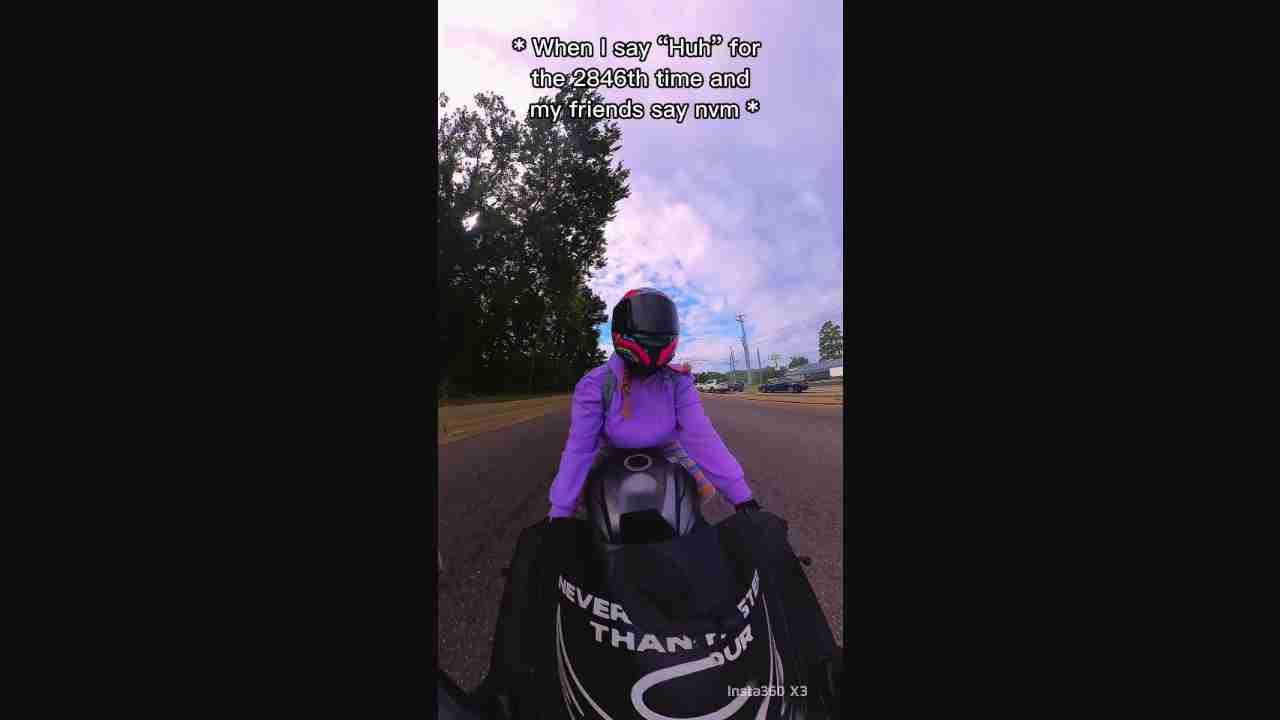 * When I say “Huh” for
the 2846th time and
my friends say nvm *
NEVER
THAN
Insta360 X3